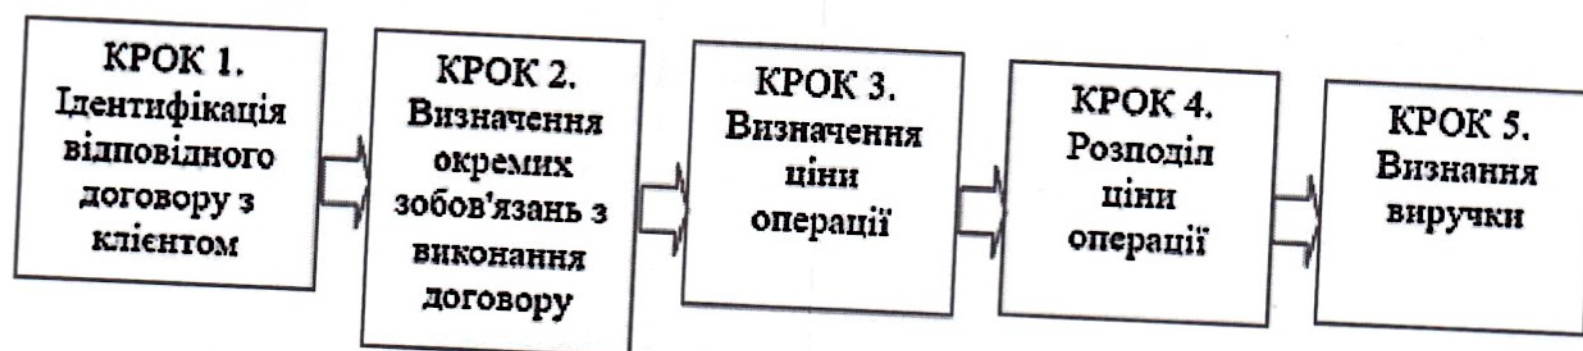 КРОК 1.
Ідентифікація
відповідного
договору з
клієнтом
КРОК 2.
Визначення
окремих
зобов'язань з
виконання
договору
КРОК 3.
Визначення
ціни
операції
КРОК 4.
Розподіл
ціни
операції
КРОК 5.
Визнання
виручки